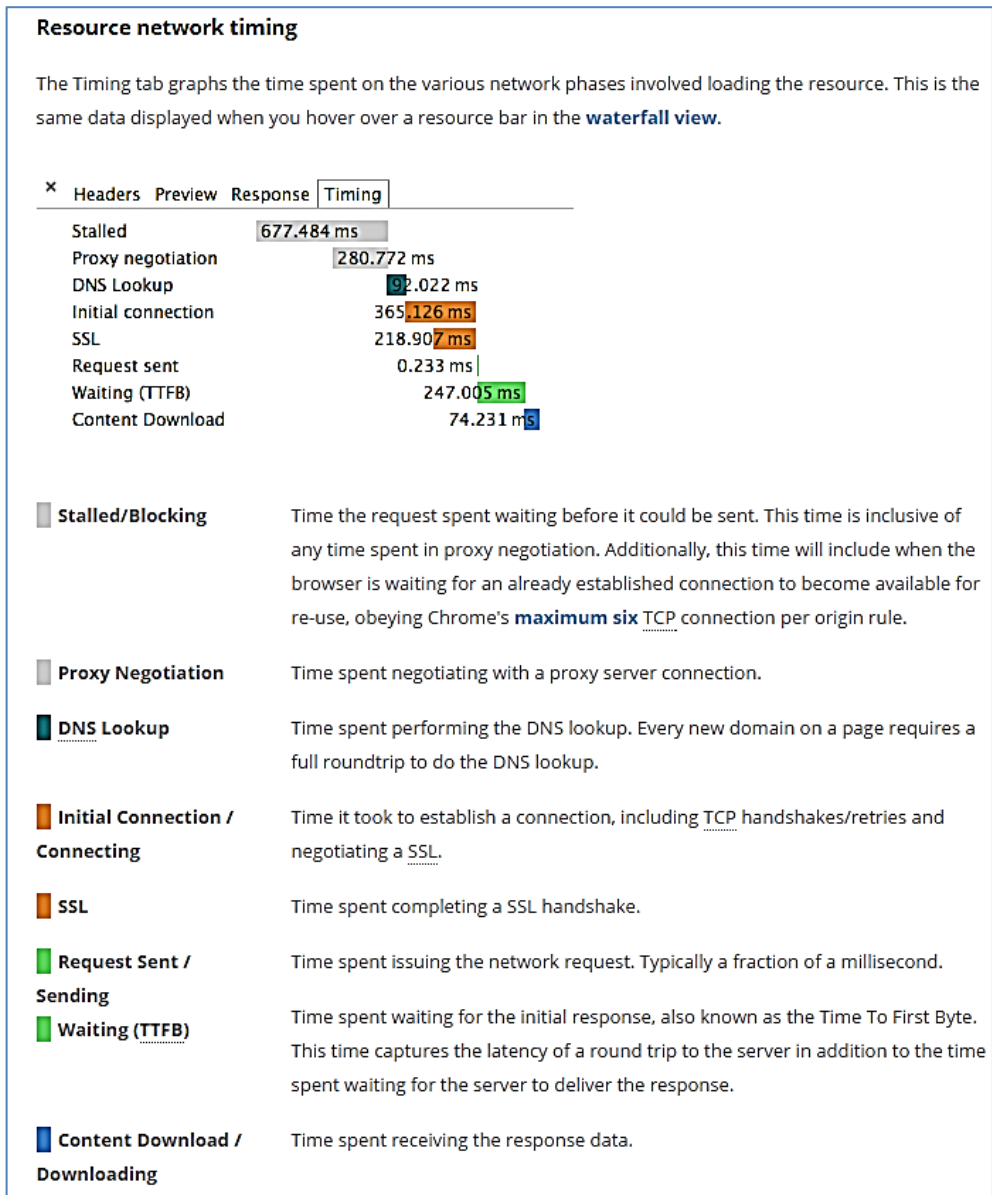 Resource network timing
The Timing tab graphs the time spent on the various network phases involved loading the resource. This is the
same data displayed when you hover over a resource bar in the waterfall view.
× Headers Preview Response Timing
Stalled 677.484 ms
Proxy negotiation 280.772 ms
DNS Lookup 92.022 ms
Initial connection 365.126 ms
SSL 218.907 ms
Request sent 0.233 ms
Waiting (TTFB) 247.005 ms
Content Download 74.231 ms
Stalled/Blocking Time the request spent waiting before it could be sent. This time is inclusive of
any time spent in proxy negotiation. Additionally, this time will include when the
browser is waiting for an already established connection to become available for
re-use, obeying Chrome's maximum six TCP connection per origin rule.
Proxy Negotiation Time spent negotiating with a proxy server connection.
DNS Lookup Time spent performing the DNS lookup. Every new domain on a page requires a
full roundtrip to do the DNS lookup.
Initial Connection / Time it took to establish a connection, including TCP handshakes/retries and
Connecting negotiating a SSL.
SSL Time spent completing a SSL handshake.
Request Sent / Time spent issuing the network request. Typically a fraction of a millisecond.
Sending
Waiting (TTFB) Time spent waiting for the initial response, also known as the Time To First Byte.
This time captures the latency of a round trip to the server in addition to the time
spent waiting for the server to deliver the response.
Content Download / Time spent receiving the response data.
Downloading